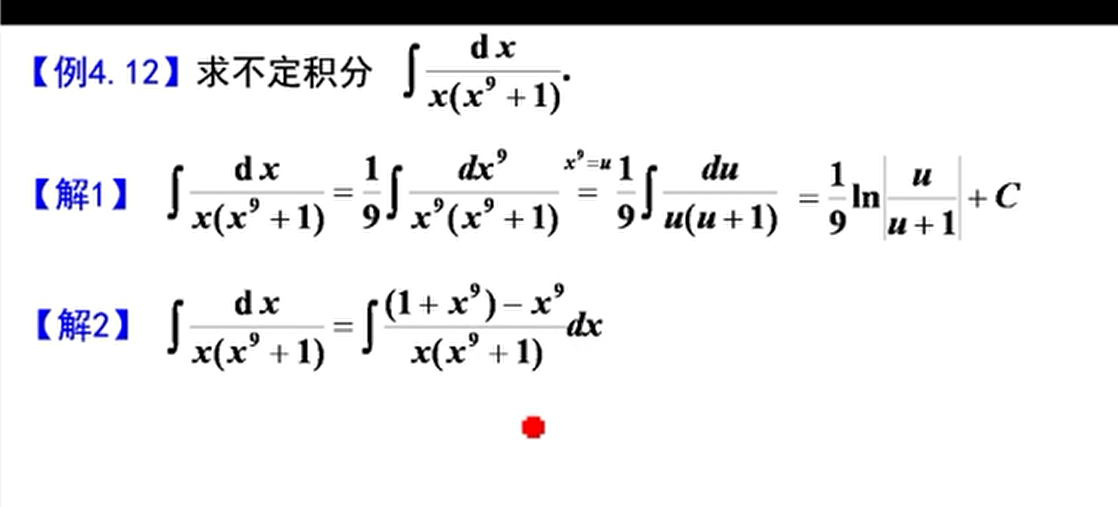 【例4.12】求不定积分 ∫ dx / x(x⁹+1).
【解1】 ∫ dx / x(x⁹+1) = 1/9 ∫ dx⁹ / x⁹(x⁹+1) x⁹=u = 1/9 ∫ du / u(u+1) = 1/9 ln|u / u+1| + C
【解2】 ∫ dx / x(x⁹+1) = ∫ (1+x⁹)−x⁹ / x(x⁹+1) dx